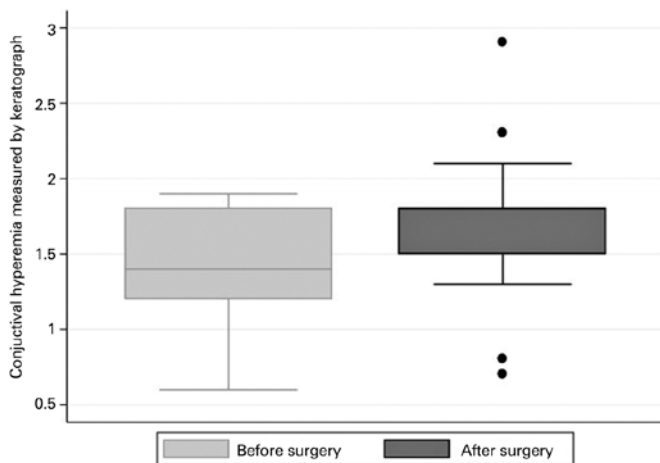 Conjuctival hyperemia measured by keratograph
3
2.5
2
1.5
1
0.5
Before surgery
After surgery